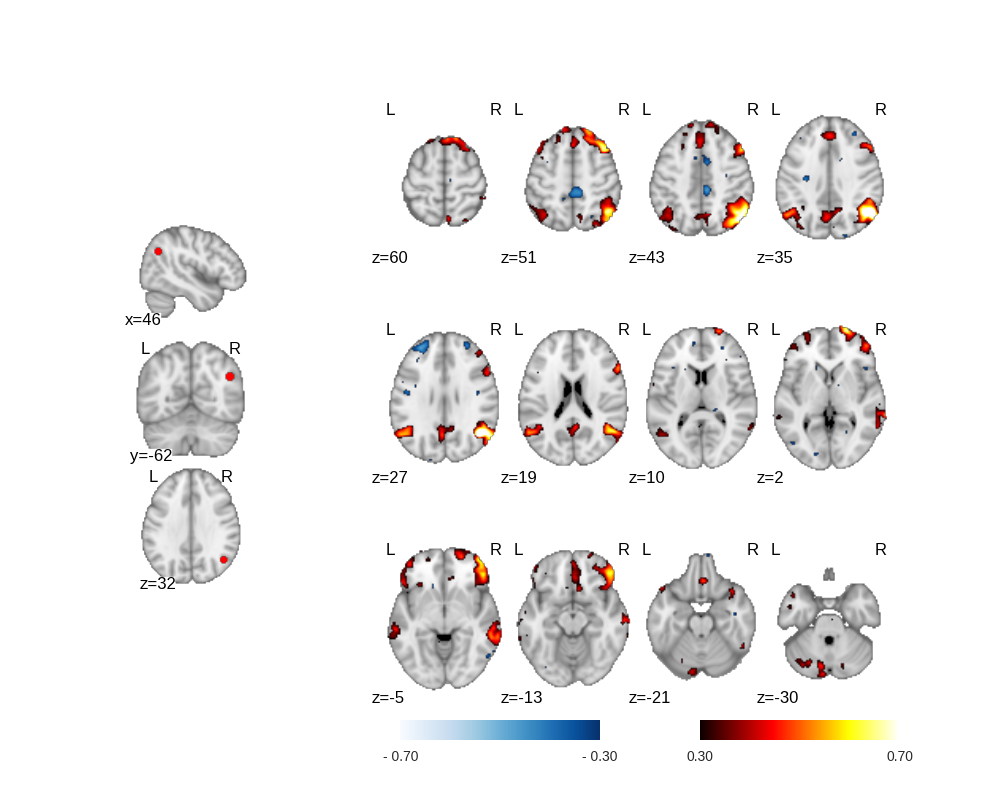 L R L R L R L R
z=60 z=51 z=43 z=35
x=46
L R
y=-62
L R
z=32
L R L R L R L R
z=27 z=19 z=10 z=2
L R L R L R L R
z=-5 z=-13 z=-21 z=-30
- 0.70 - 0.30 0.30 0.70